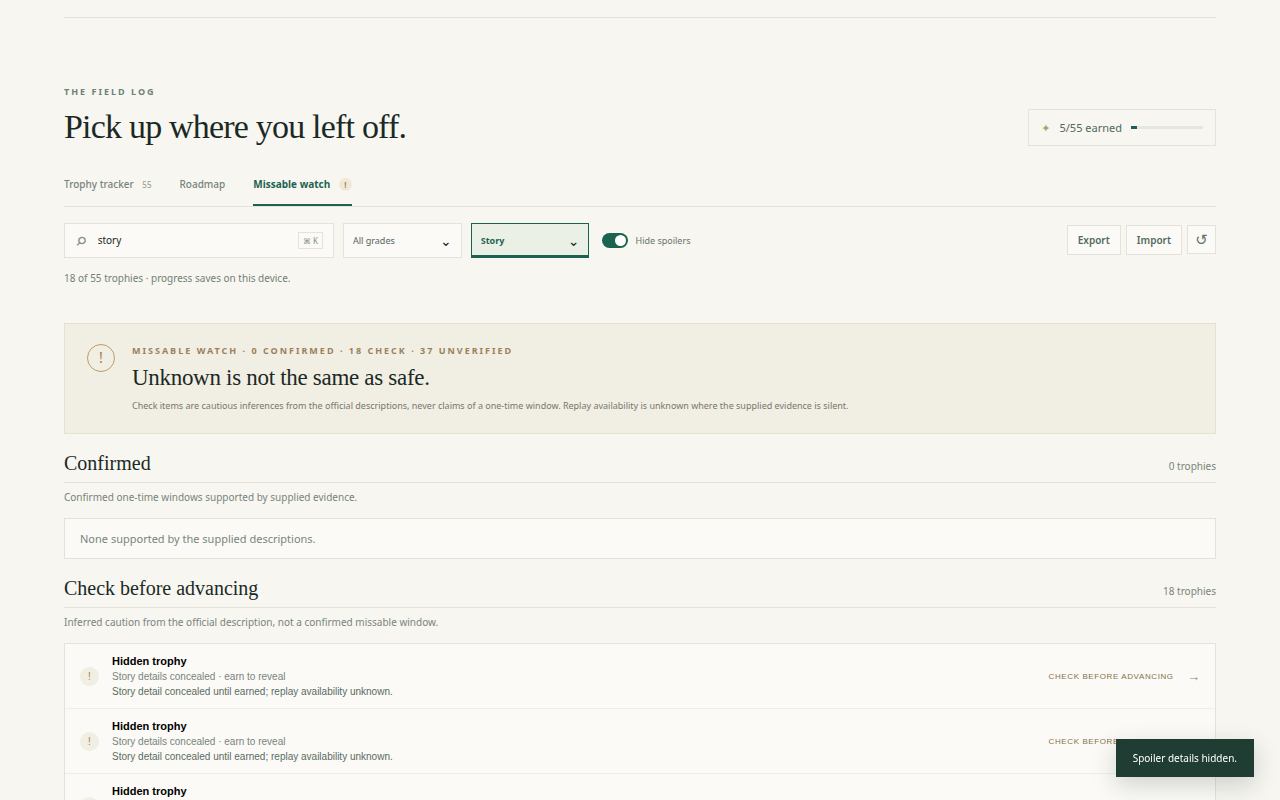 THE FIELD LOG
Pick up where you left off.
✦ 5/55 earned
Trophy tracker 55 Roadmap Missable watch !
story ⌘ K All grades Story Hide spoilers Export Import ↺
18 of 55 trophies · progress saves on this device.
!
MISSABLE WATCH · 0 CONFIRMED · 18 CHECK · 37 UNVERIFIED
Unknown is not the same as safe.
Check items are cautious inferences from the official descriptions, never claims of a one-time window. Replay availability is unknown where the supplied evidence is silent.
Confirmed 0 trophies
Confirmed one-time windows supported by supplied evidence.
None supported by the supplied descriptions.
Check before advancing 18 trophies
Inferred caution from the official description, not a confirmed missable window.
Hidden trophy
! Story details concealed · earn to reveal CHECK BEFORE ADVANCING →
Story detail concealed until earned; replay availability unknown.
Hidden trophy
! Story details concealed · earn to reveal CHECK BEFORE
Story detail concealed until earned; replay availability unknown.
Spoiler details hidden.
Hidden trophy